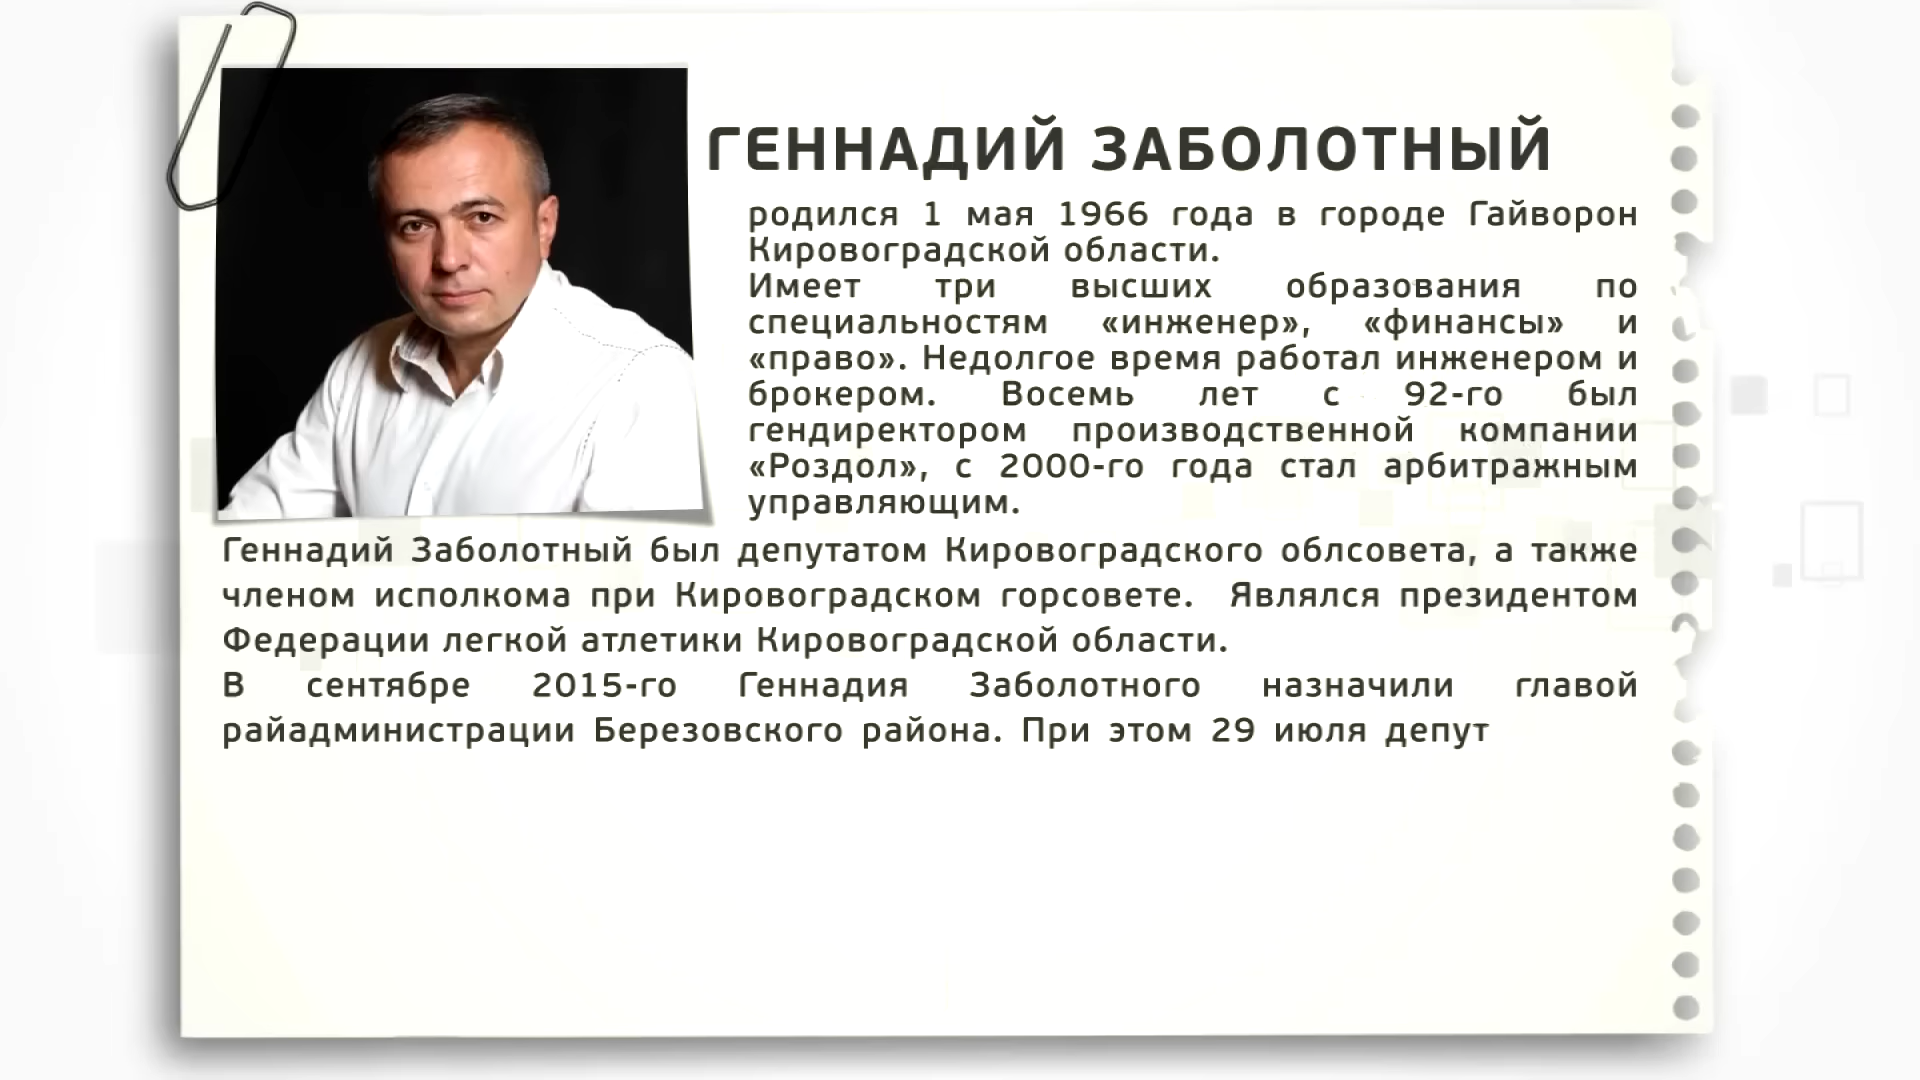 ГЕННАДИЙ ЗАБОЛОТНЫЙ
родился 1 мая 1966 года в городе Гайворон
Кировоградской области.
Имеет три высших образования по
специальностям «инженер», «финансы» и
«право». Недолгое время работал инженером и
брокером. Восемь лет с 92-го был
гендиректором производственной компании
«Роздол», с 2000-го года стал арбитражным
управляющим.
Геннадий Заболотный был депутатом Кировоградского облсовета, а также
членом исполкома при Кировоградском горсовете. Являлся президентом
Федерации легкой атлетики Кировоградской области.
В сентябре 2015-го Геннадия Заболотного назначили главой
райадминистрации Березовского района. При этом 29 июля депут